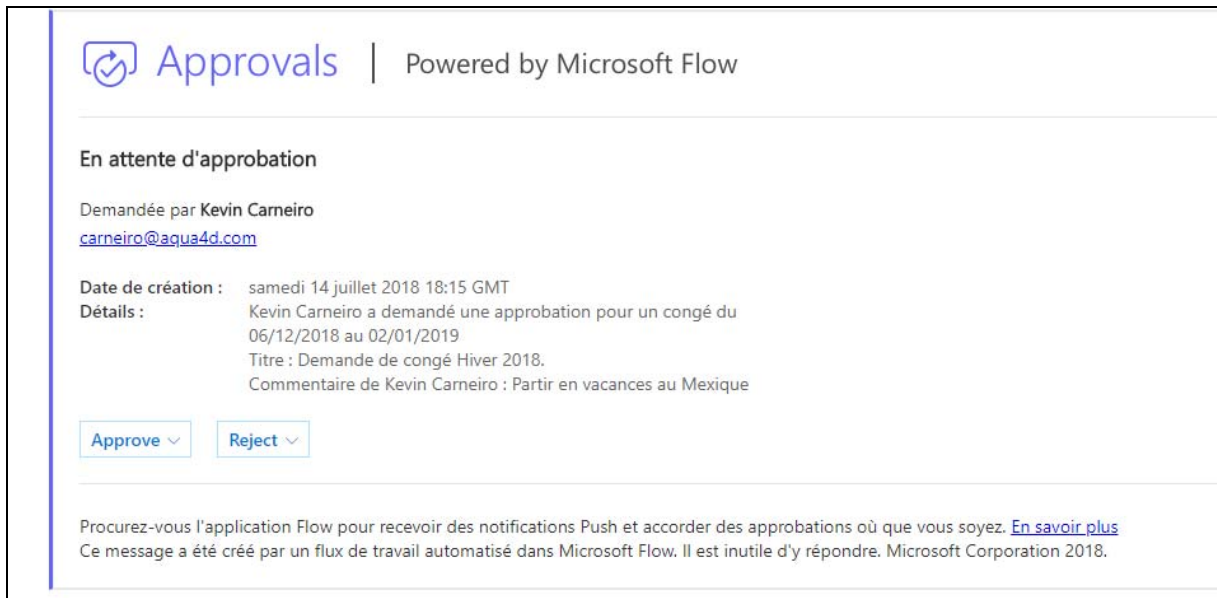 Approvals | Powered by Microsoft Flow
En attente d'approbation
Demandée par Kevin Carneiro
carneiro@aqua4d.com
Date de création : samedi 14 juillet 2018 18:15 GMT
Détails : Kevin Carneiro a demandé une approbation pour un congé du
06/12/2018 au 02/01/2019
Titre : Demande de congé Hiver 2018.
Commentaire de Kevin Carneiro : Partir en vacances au Mexique
Approve Reject
Procurez-vous l'application Flow pour recevoir des notifications Push et accorder des approbations où que vous soyez. En savoir plus
Ce message a été créé par un flux de travail automatisé dans Microsoft Flow. Il est inutile d'y répondre. Microsoft Corporation 2018.